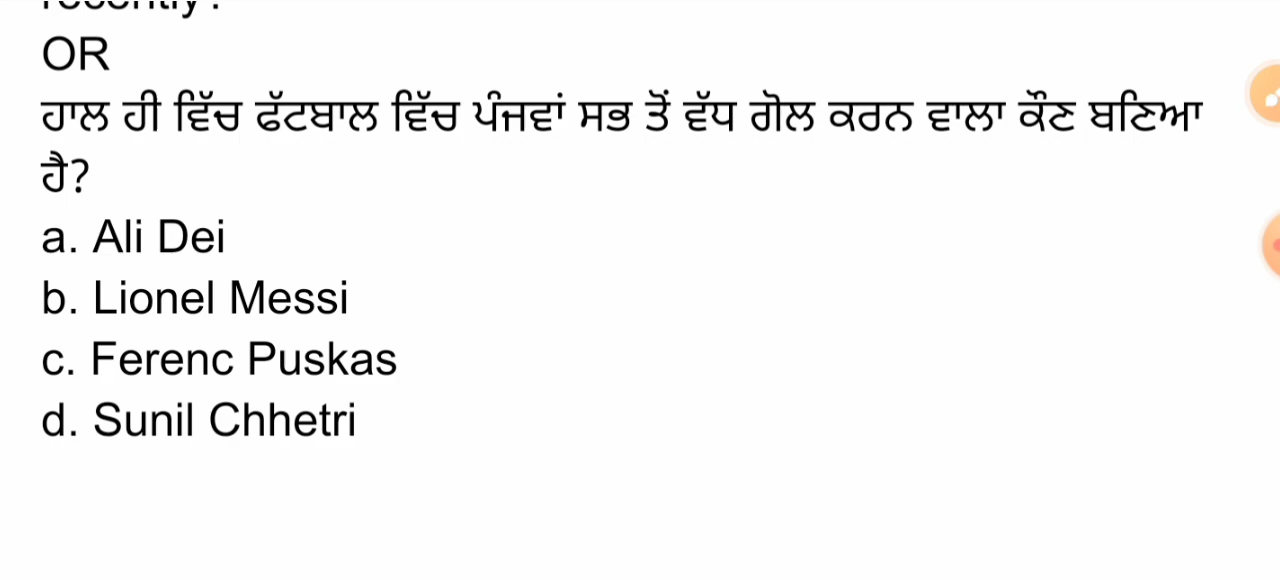 OR
ਹਾਲ ਹੀ ਵਿੱਚ ਫੱਟਬਾਲ ਵਿੱਚ ਪੰਜਵਾਂ ਸਭ ਤੋਂ ਵੱਧ ਗੋਲ ਕਰਨ ਵਾਲਾ ਕੌਣ ਬਣਿਆ
ਹੈ?
a. Ali Dei
b. Lionel Messi
c. Ferenc Puskas
d. Sunil Chhetri